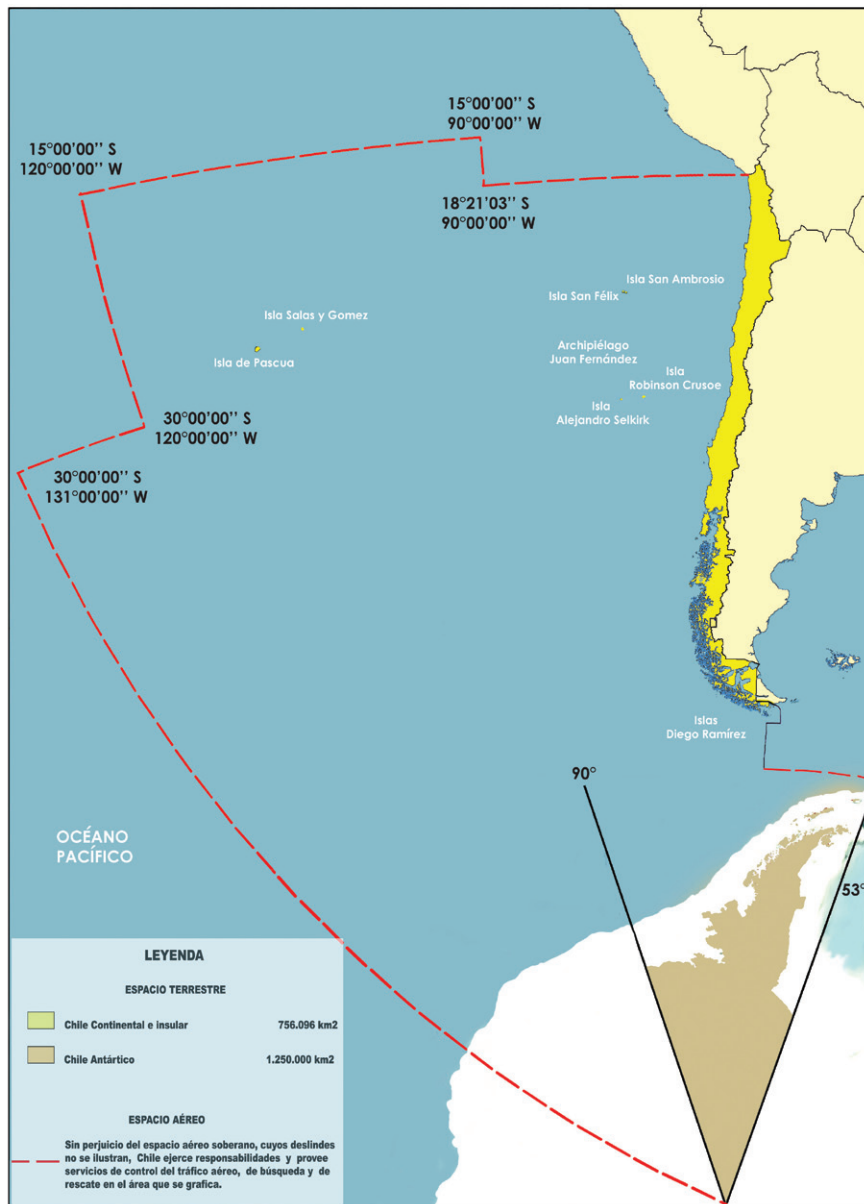 15°00'00'' S
90°00'00'' W
15°00'00'' S
120°00'00'' W
18°21'03'' S
90°00'00'' W
Isla San Ambrosio
Isla San Félix
Isla Salas y Gomez
Isla de Pascua
Archipiélago
Juan Fernández
Isla
Robinson Crusoe
Isla
Alejandro Selkirk
30°00'00'' S
120°00'00'' W
30°00'00'' S
131°00'00'' W
Islas
Diego Ramírez
90°
53°
OCÉANO
PACÍFICO
LEYENDA
ESPACIO TERRESTRE
Chile Continental e insular 756.096 km2
Chile Antártico 1.250.000 km2
ESPACIO AÉREO
Sin perjuicio del espacio aéreo soberano, cuyos deslindes
no se ilustran, Chile ejerce responsabilidades y provee
servicios de control del tráfico aéreo, de búsqueda y de
rescate en el área que se grafica.